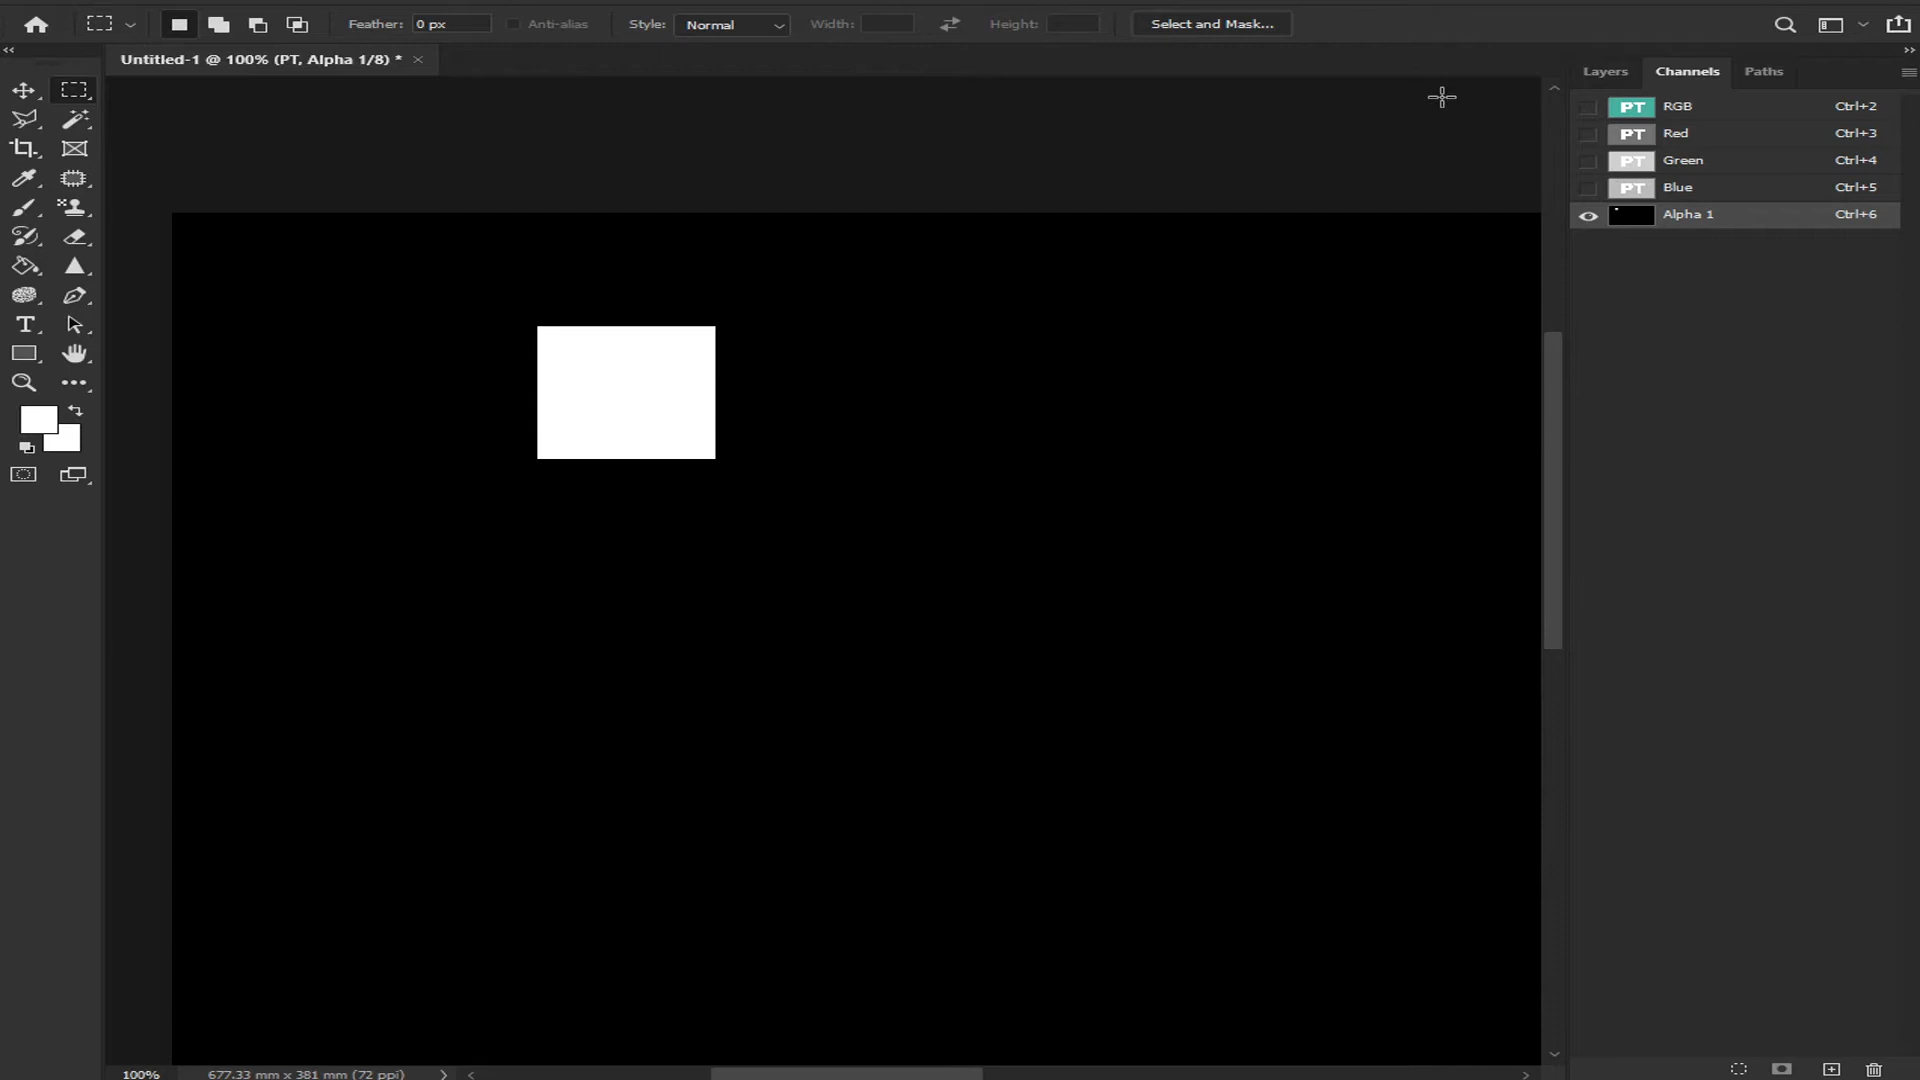 Feather: 0 px Anti-alias Style: Normal Width: Height: Select and Mask...
Untitled-1 @ 100% (PT, Alpha 1/8) * ×
Layers Channels Paths
PT RGB Ctrl+2
PT Red Ctrl+3
PT Green Ctrl+4
PT Blue Ctrl+5
Alpha 1 Ctrl+6
T
100% 677.33 mm x 381 mm (72 ppi)